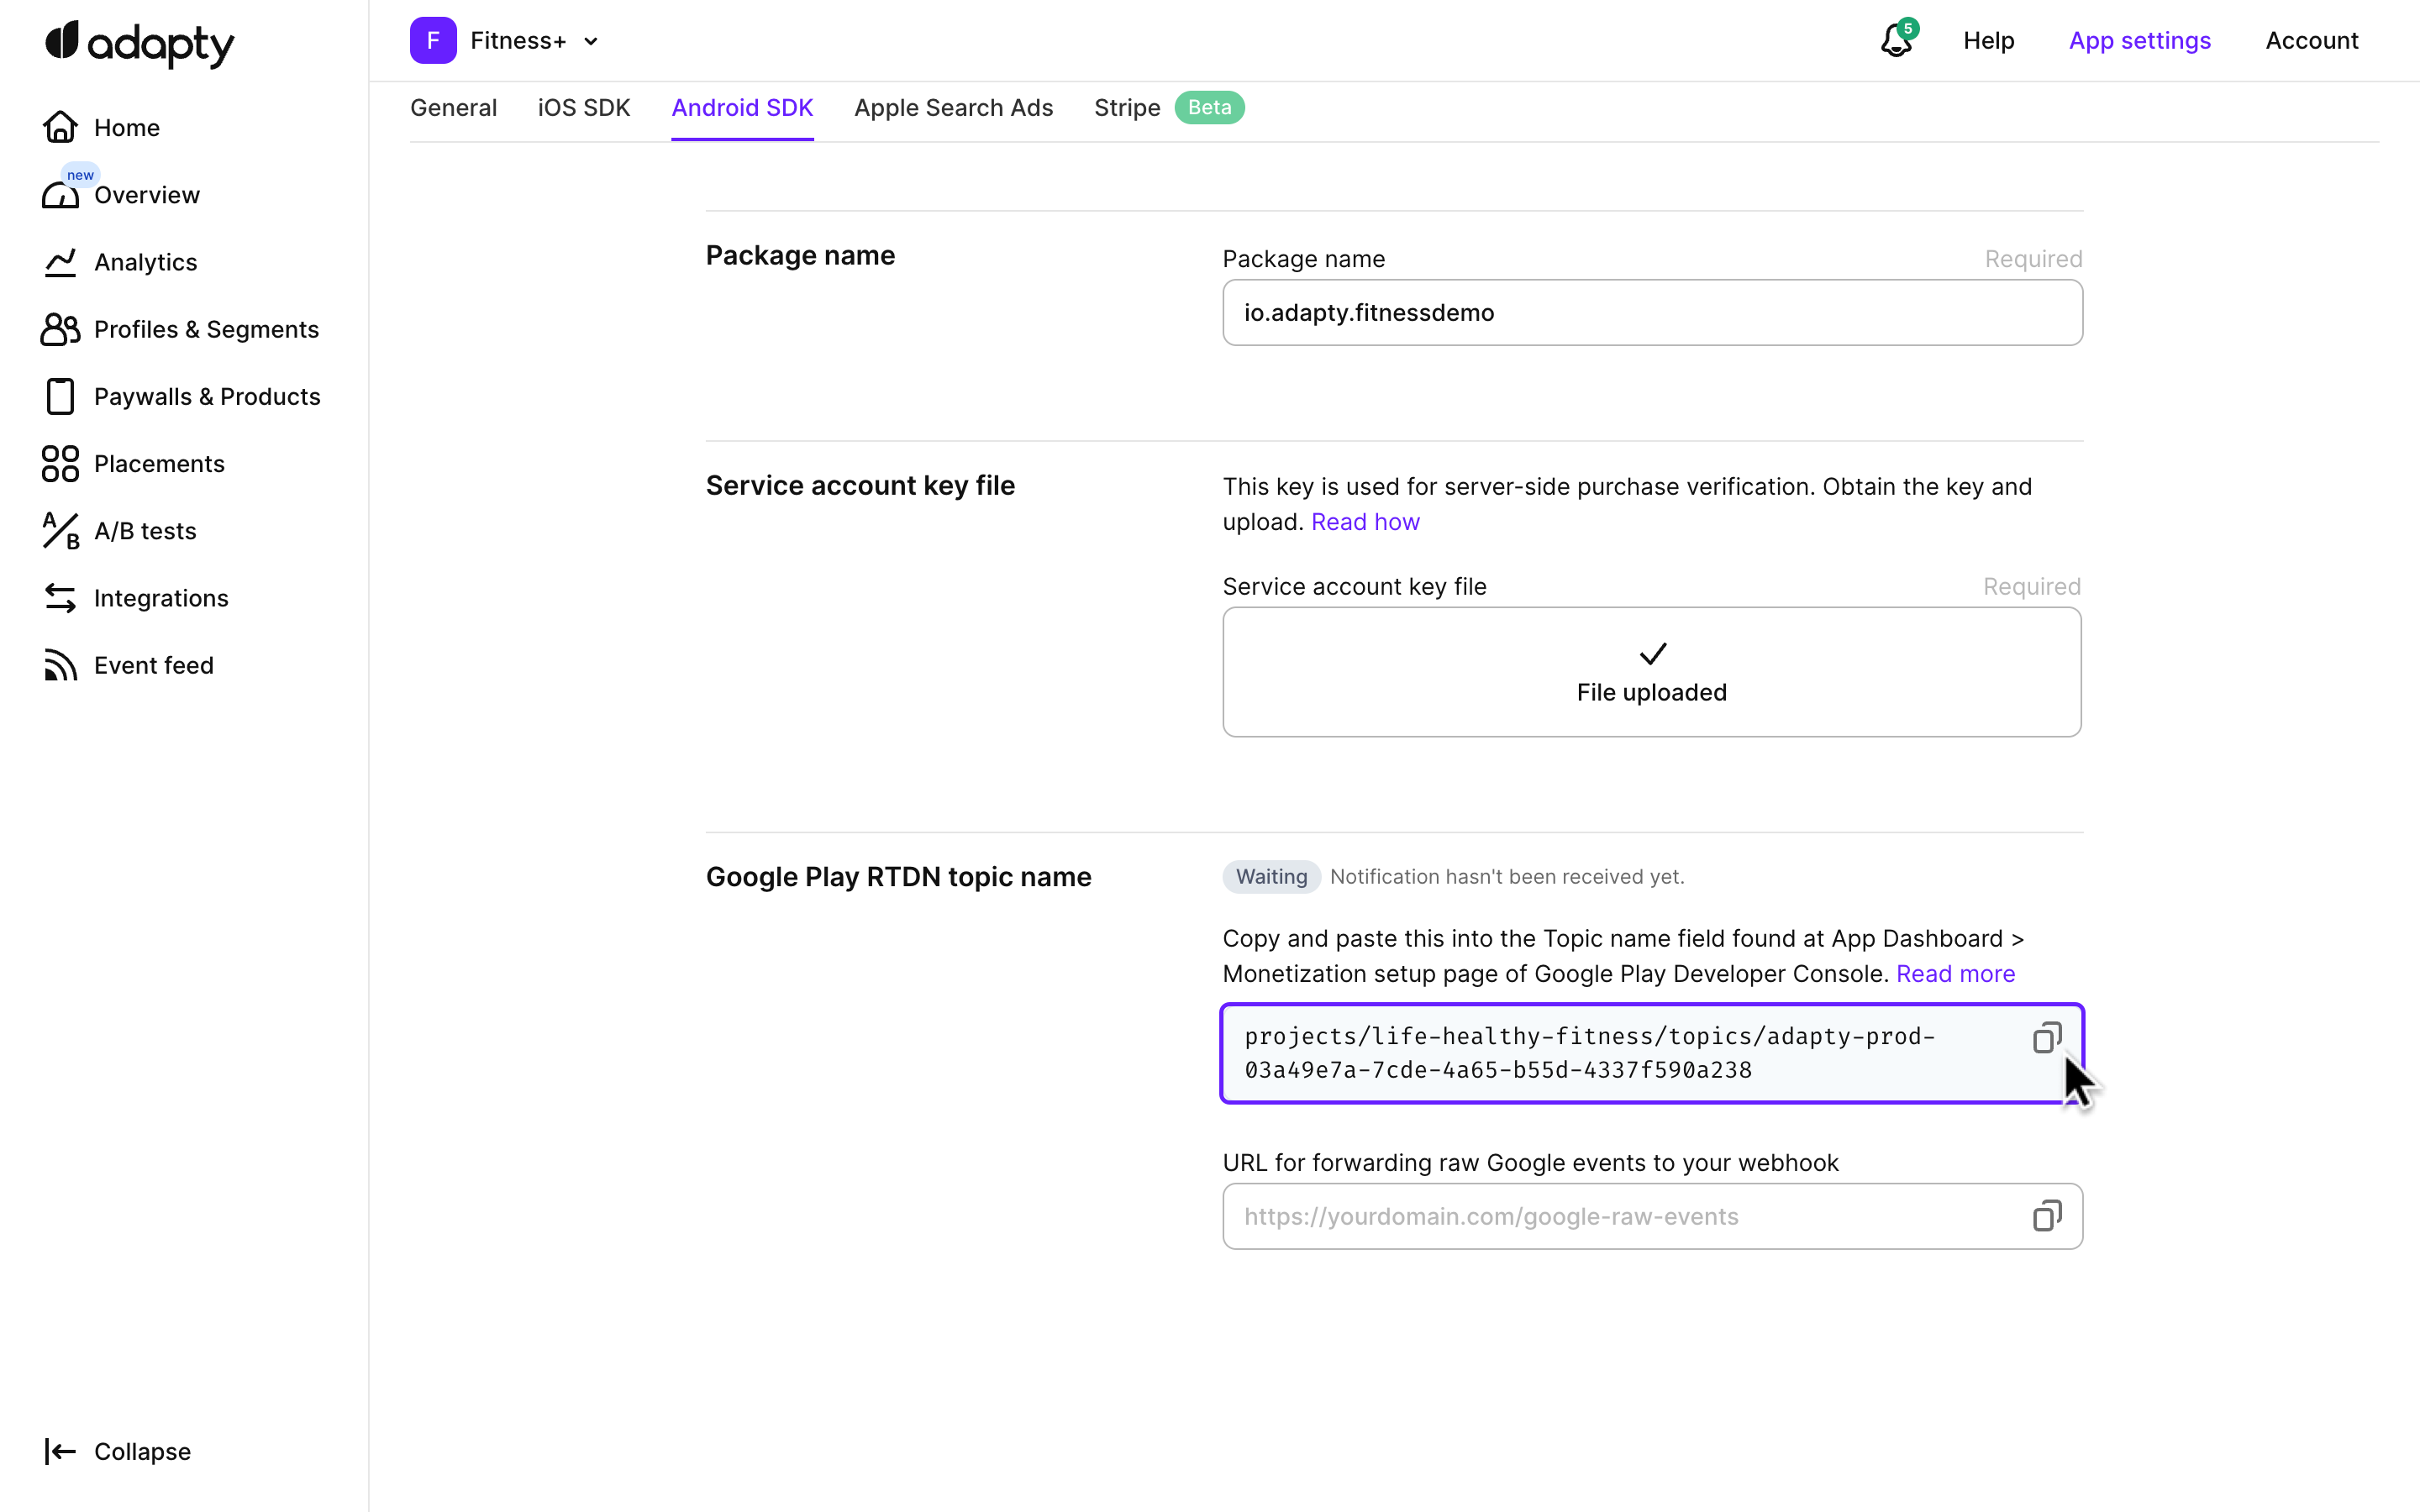 adapty
F Fitness+
5
Help
App settings
Account
Home
new
Overview
Analytics
Profiles & Segments
Paywalls & Products
Placements
A/B A/B tests
Integrations
Event feed
Collapse
General iOS SDK Android SDK Apple Search Ads Stripe Beta
Package name
Package name Required
io.adapty.fitnessdemo
Service account key file
This key is used for server-side purchase verification. Obtain the key and
upload. Read how
Service account key file Required
File uploaded
Google Play RTDN topic name
Waiting Notification hasn't been received yet.
Copy and paste this into the Topic name field found at App Dashboard >
Monetization setup page of Google Play Developer Console. Read more
projects/life-healthy-fitness/topics/adapty-prod-
03a49e7a-7cde-4a65-b55d-4337f590a238
URL for forwarding raw Google events to your webhook
https://yourdomain.com/google-raw-events